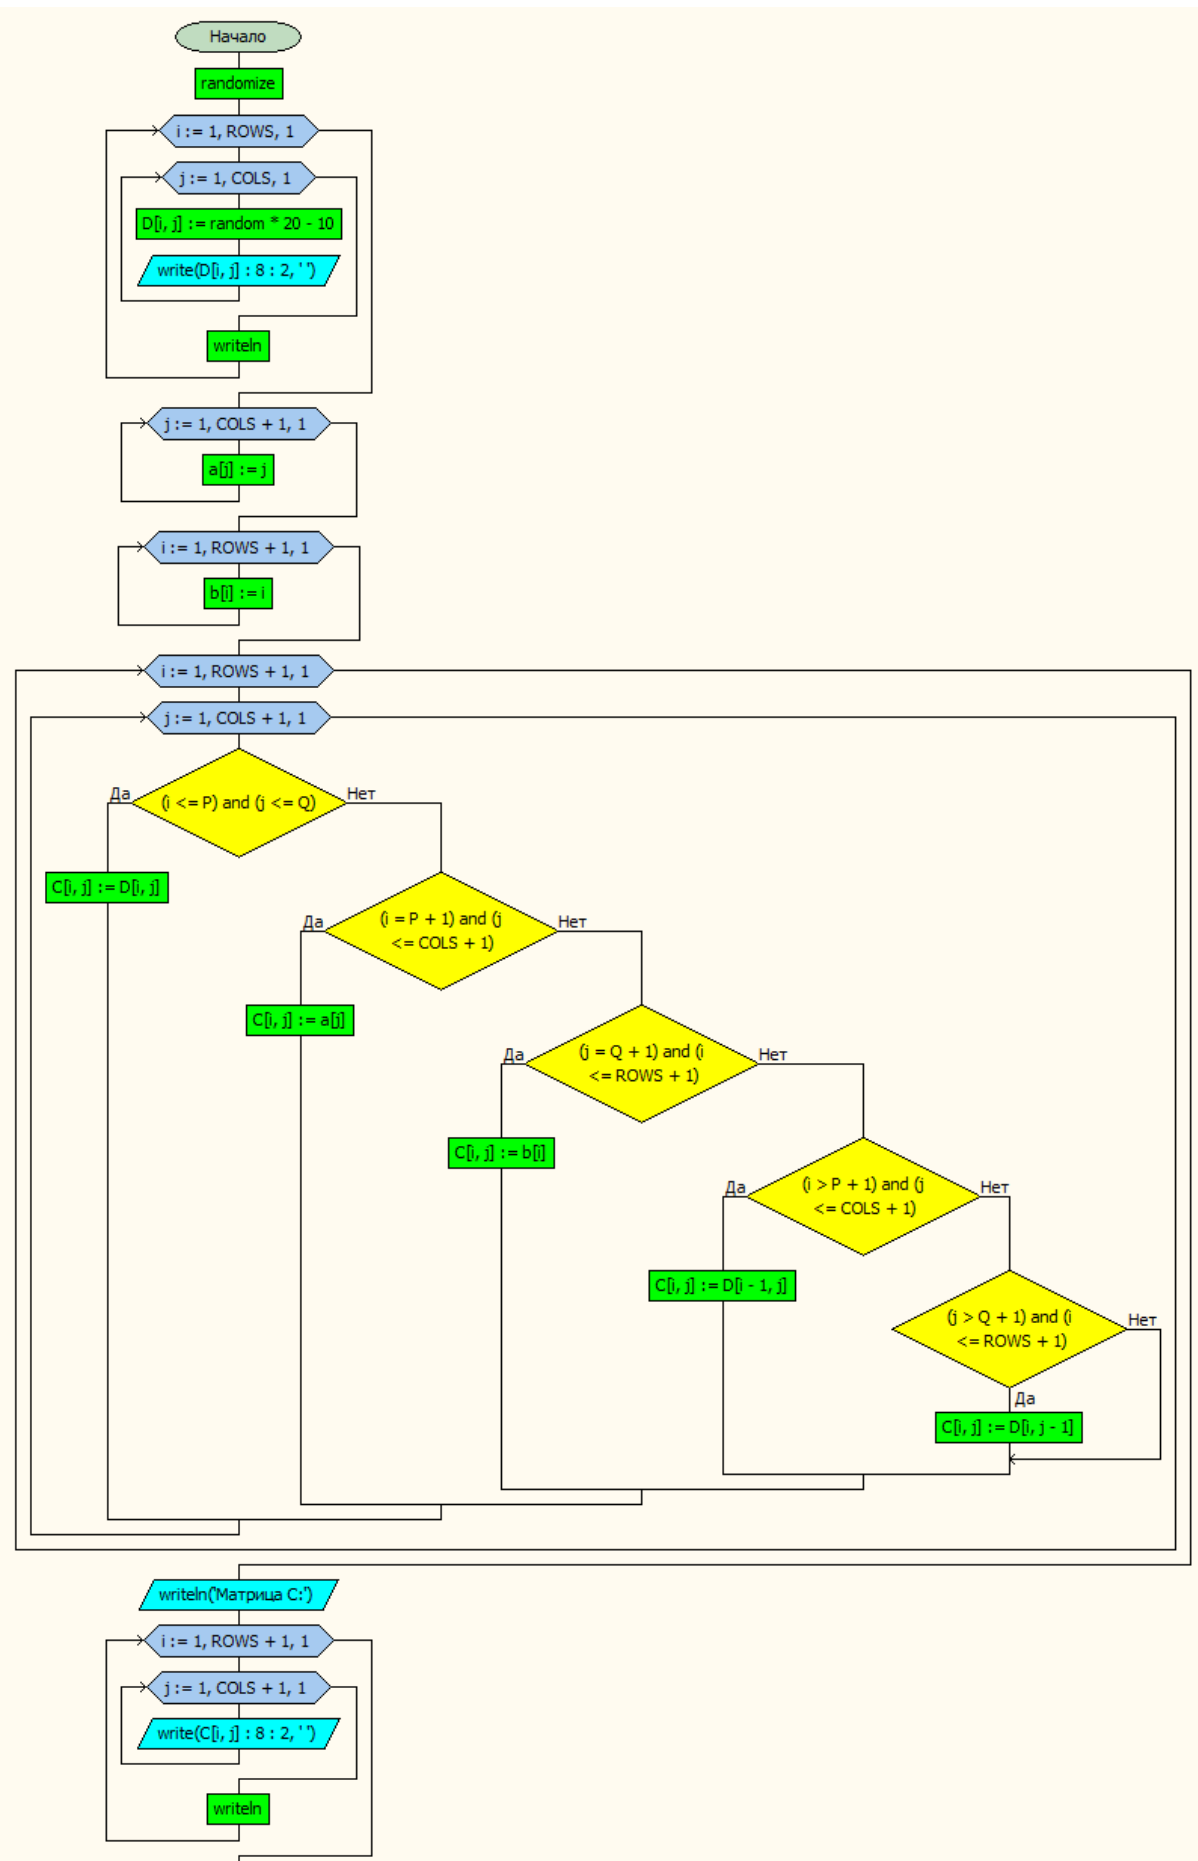 Начало
randomize
i := 1, ROWS, 1
j := 1, COLS, 1
D[i, j] := random * 20 - 10
write(D[i, j] : 8 : 2, ' ')
writeln
j := 1, COLS + 1, 1
a[j] := j
i := 1, ROWS + 1, 1
b[i] := i
i := 1, ROWS + 1, 1
j := 1, COLS + 1, 1
Да
(i <= P) and (j <= Q)
Нет
C[i, j] := D[i, j]
Да
(i = P + 1) and (j
<= COLS + 1)
Нет
C[i, j] := a[j]
Да
(j = Q + 1) and (i
<= ROWS + 1)
Нет
C[i, j] := b[i]
Да
(i > P + 1) and (j
<= COLS + 1)
Нет
C[i, j] := D[i - 1, j]
(j > Q + 1) and (i
<= ROWS + 1)
Нет
Да
C[i, j] := D[i, j - 1]
writeln('Матрица C:')
i := 1, ROWS + 1, 1
j := 1, COLS + 1, 1
write(C[i, j] : 8 : 2, ' ')
writeln